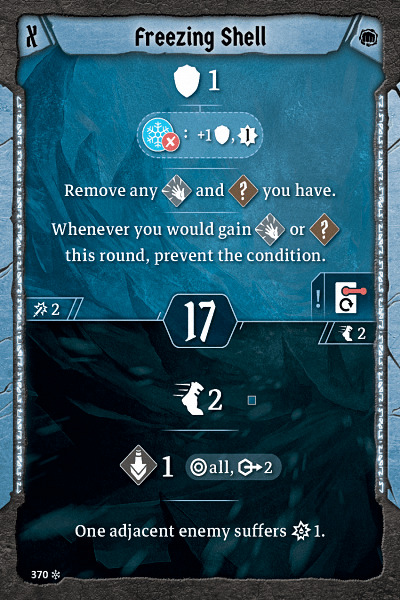 X
Freezing Shell
1
: +1 , 1
Remove any and ? you have.
Whenever you would gain or ?
this round, prevent the condition.
2
17
!
2
2
1 all, 2
One adjacent enemy suffers 1.
370